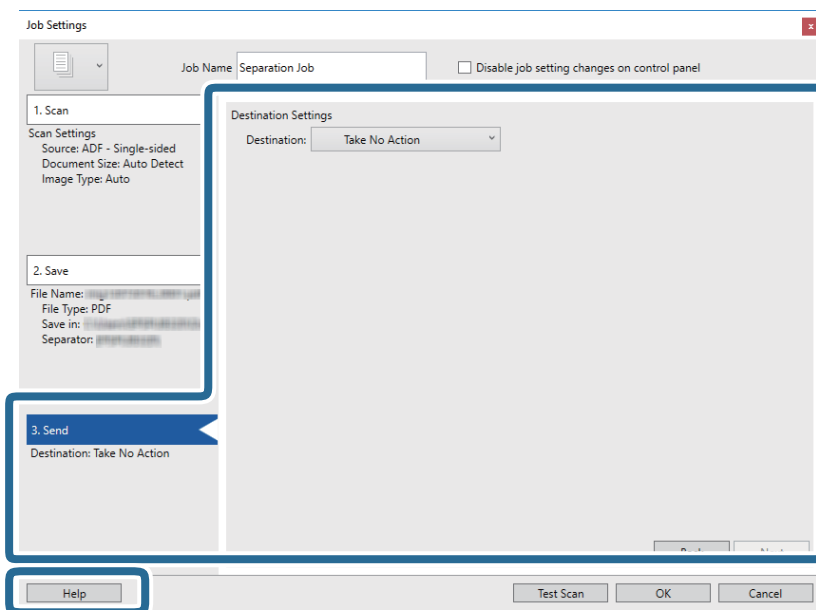 Job Settings
x
Job Name Separation Job
Disable job setting changes on control panel
1. Scan
Scan Settings
Source: ADF - Single-sided
Document Size: Auto Detect
Image Type: Auto
2. Save
File Name:
File Type: PDF
Save in:
Separator:
3. Send
Destination: Take No Action
Destination Settings
Destination: Take No Action
Help
Test Scan
OK
Cancel